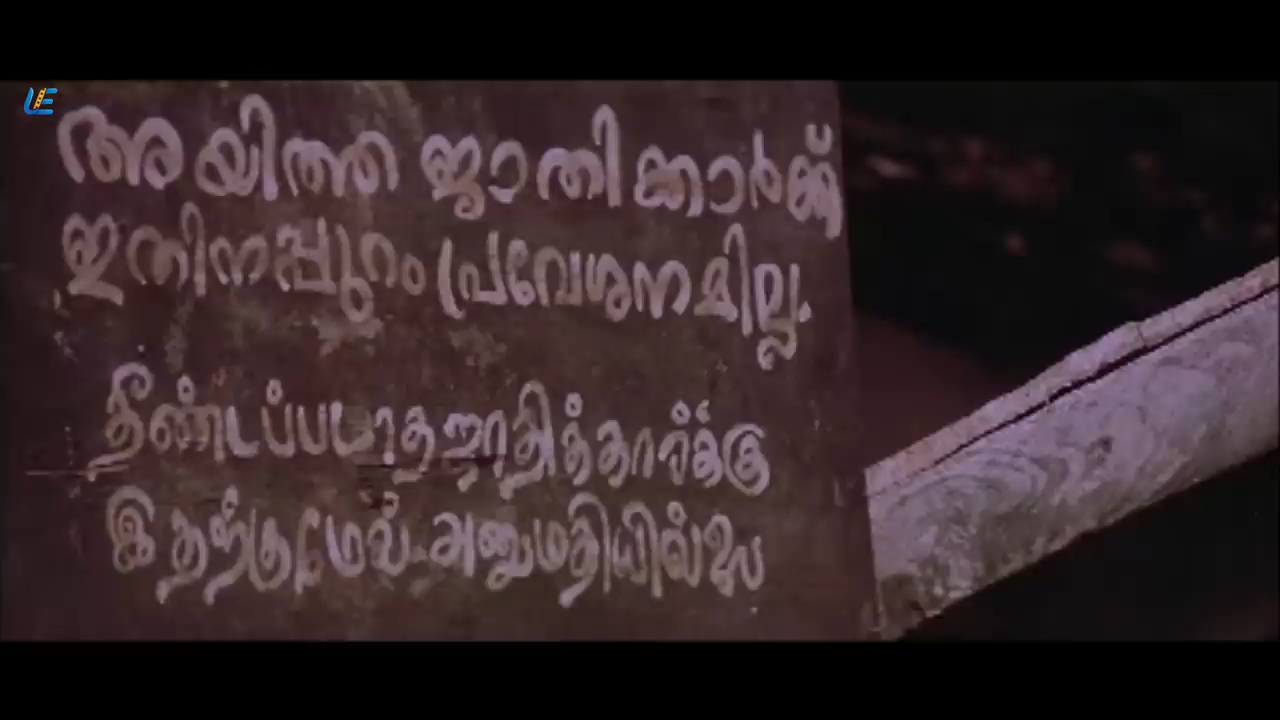 അയിത്ത ജാതിക്കാർക്ക്
ഇതിനപ്പുറം പ്രവേശനമില്ല.
தீண்டப்படாத ஜாதிக்கார்க்கு
இதற்கு மேல் அனுமதியில்லை